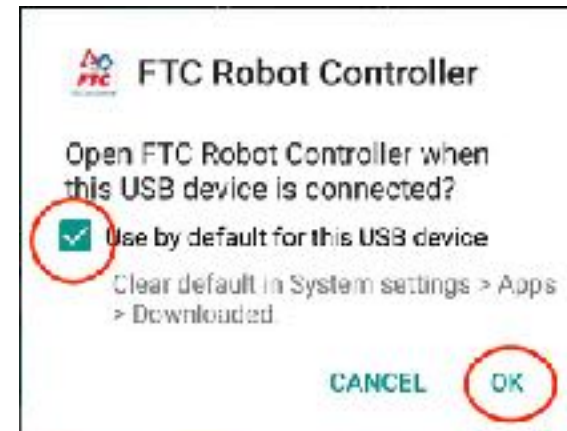 FTC
FTC Robot Controller
Open FTC Robot Controller when
this USB device is connected?
Use by default for this USB device
Clear default in System settings > Apps
> Downloaded.
CANCEL
OK